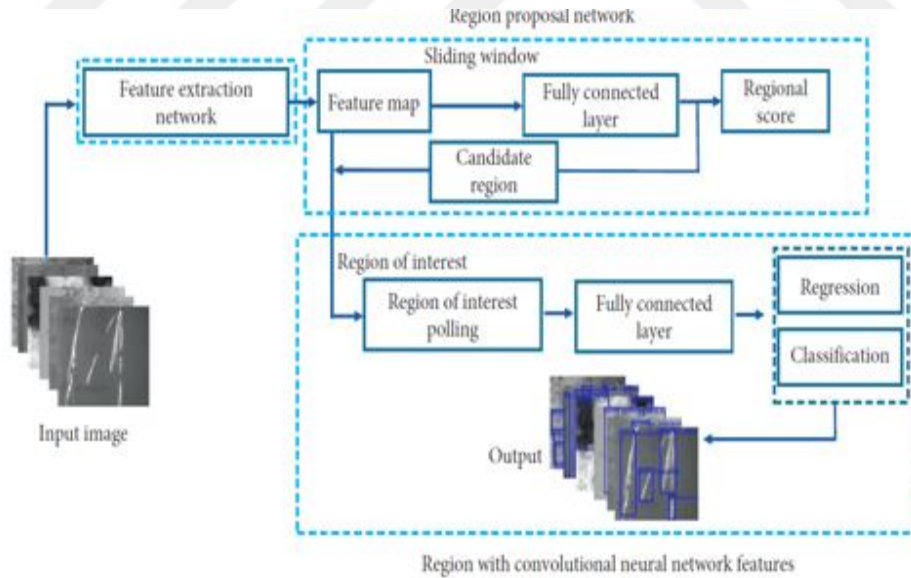 Region proposal network
Sliding window
Feature extraction
network
Feature map
Fully connected
layer
Regional
score
Candidate
region
Region of interest
Region of interest
polling
Fully connected
layer
Regression
Classification
Input image
Output
Region with convolutional neural network features